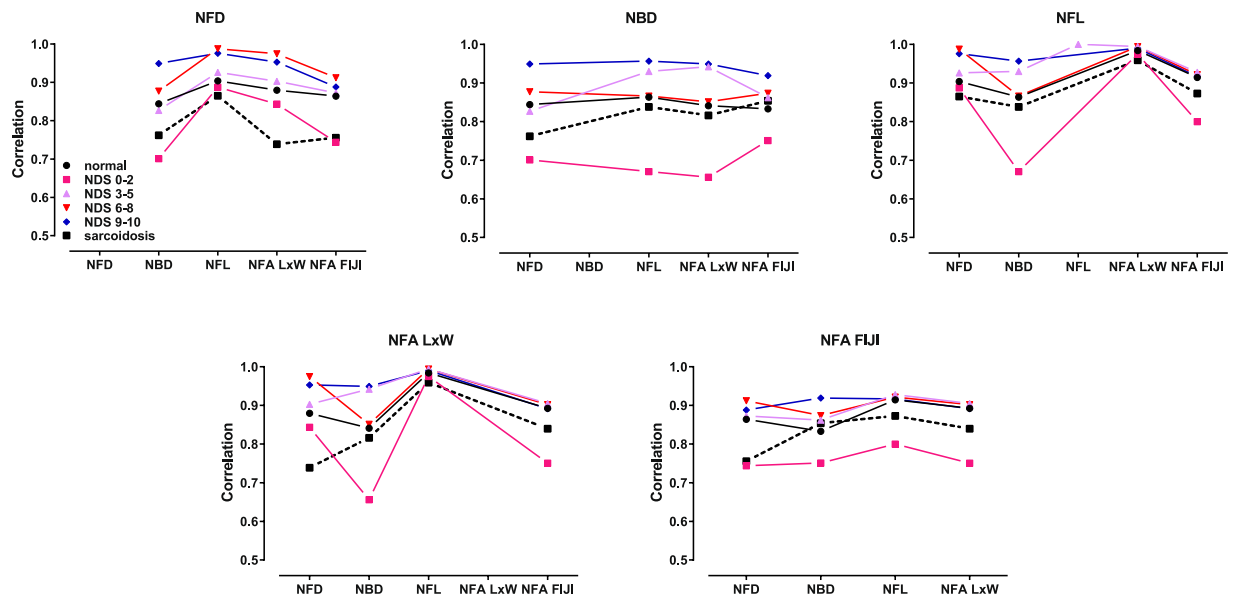 NFD
Correlation
1.0
0.9
0.8
0.7
0.6
0.5
normal
NDS 0-2
NDS 3-5
NDS 6-8
NDS 9-10
sarcoidosis
NFD NBD NFL NFA LxW NFA FIJI
NBD
Correlation
1.0
0.9
0.8
0.7
0.6
0.5
NFD NBD NFL NFA LxW NFA FIJI
NFL
Correlation
1.0
0.9
0.8
0.7
0.6
0.5
NFD NBD NFL NFA LxW NFA FIJI
NFA LxW
Correlation
1.0
0.9
0.8
0.7
0.6
0.5
NFD NBD NFL NFA LxW NFA FIJI
NFA FIJI
Correlation
1.0
0.9
0.8
0.7
0.6
0.5
NFD NBD NFL NFA LxW